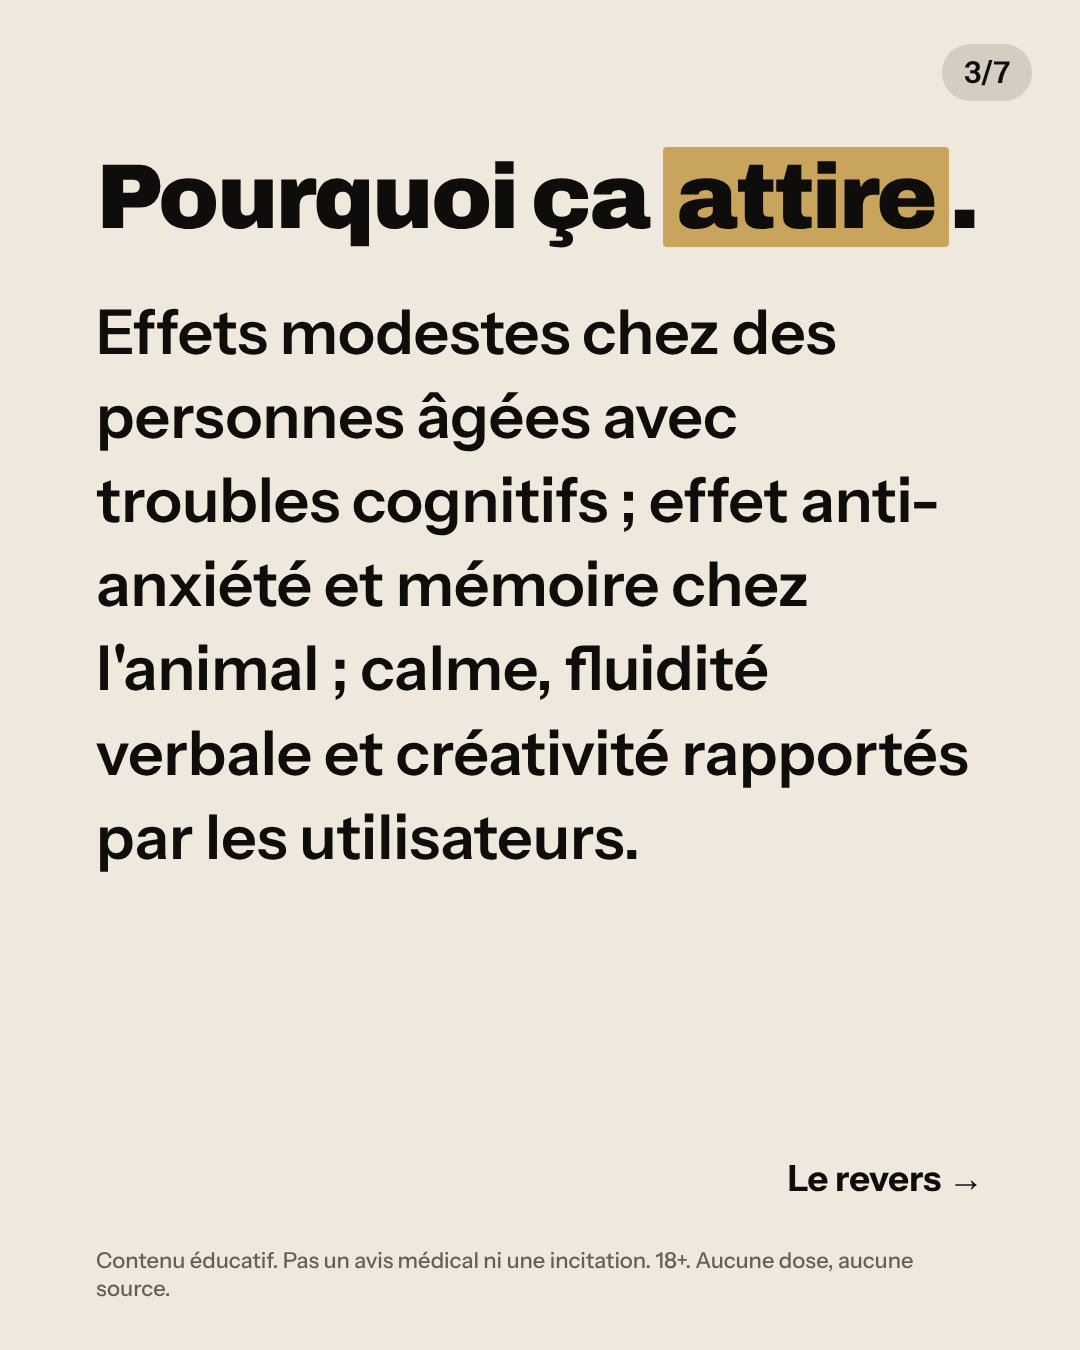 3/7
Pourquoi ça attire.
Effets modestes chez des
personnes âgées avec
troubles cognitifs ; effet anti-
anxiété et mémoire chez
l'animal ; calme, fluidité
verbale et créativité rapportés
par les utilisateurs.
Le revers →
Contenu éducatif. Pas un avis médical ni une incitation. 18+. Aucune dose, aucune
source.